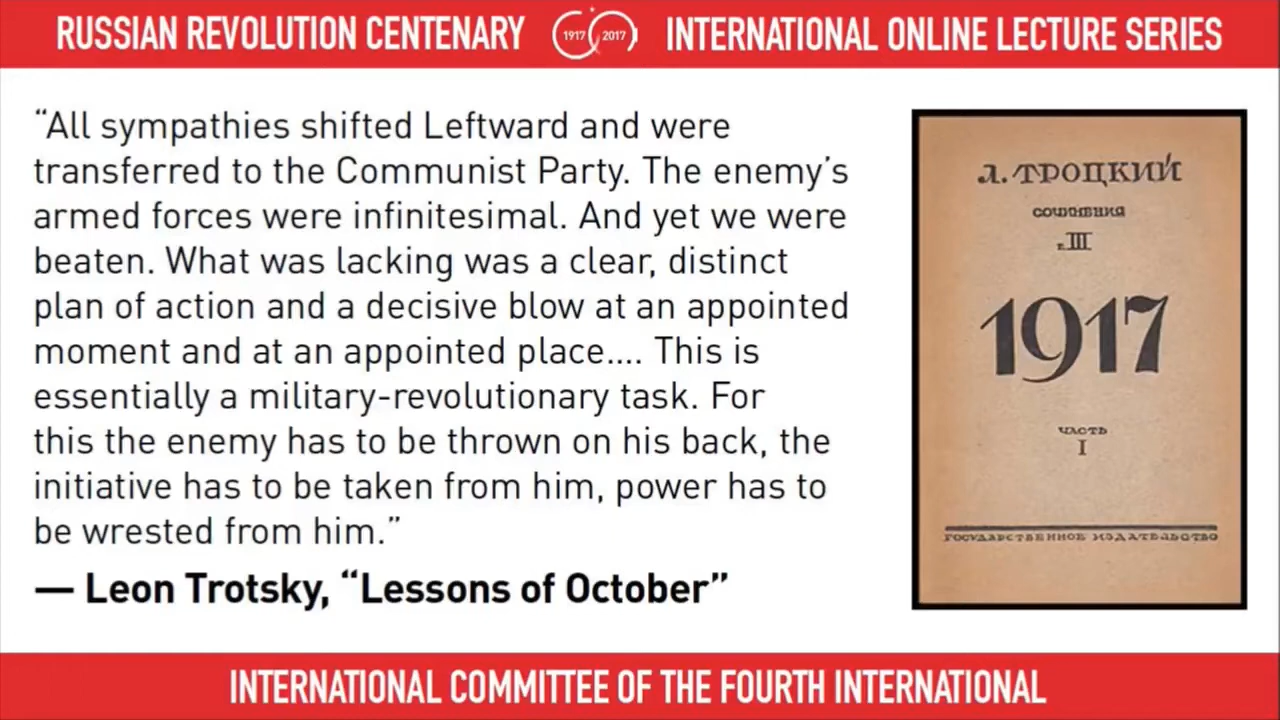 RUSSIAN REVOLUTION CENTENARY 1917 2017 INTERNATIONAL ONLINE LECTURE SERIES
“All sympathies shifted Leftward and were
transferred to the Communist Party. The enemy’s
armed forces were infinitesimal. And yet we were
beaten. What was lacking was a clear, distinct
plan of action and a decisive blow at an appointed
moment and at an appointed place.... This is
essentially a military-revolutionary task. For
this the enemy has to be thrown on his back, the
initiative has to be taken from him, power has to
be wrested from him.”
— Leon Trotsky, “Lessons of October”
Л. ТРОЦКИЙ
СОЧИНЕНИЯ
т. III
1917
ЧАСТЬ
I
ГОСУДАРСТВЕННОЕ ИЗДАТЕЛЬСТВО
INTERNATIONAL COMMITTEE OF THE FOURTH INTERNATIONAL